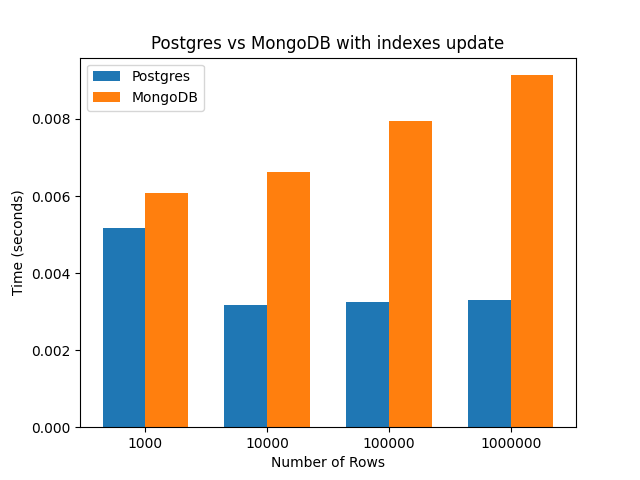 Postgres vs MongoDB with indexes update
Postgres
MongoDB
Time (seconds)
0.008
0.006
0.004
0.002
0.000
1000 10000 100000 1000000
Number of Rows